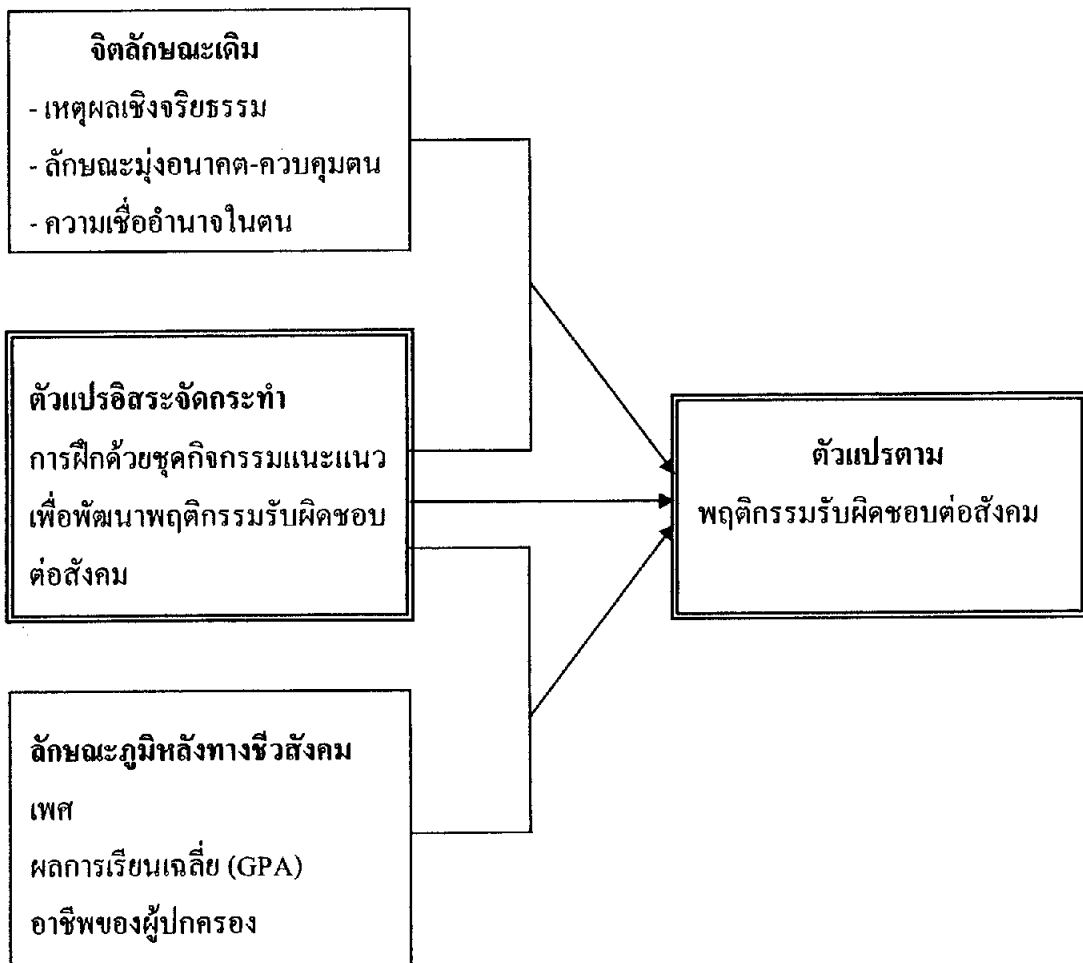 จิตลักษณะเดิม
- เหตุผลเชิงจริยธรรม
- ลักษณะมุ่งอนาคต-ควบคุมตน
- ความเชื่ออำนาจในตน
ตัวแปรอิสระจัดกระทำ
การฝึกด้วยชุดกิจกรรมแนะแนว
เพื่อพัฒนาพฤติกรรมรับผิดชอบ
ต่อสังคม
ตัวแปรตาม
พฤติกรรมรับผิดชอบต่อสังคม
ลักษณะภูมิหลังทางชีวสังคม
เพศ
ผลการเรียนเฉลี่ย (GPA)
อาชีพของผู้ปกครอง